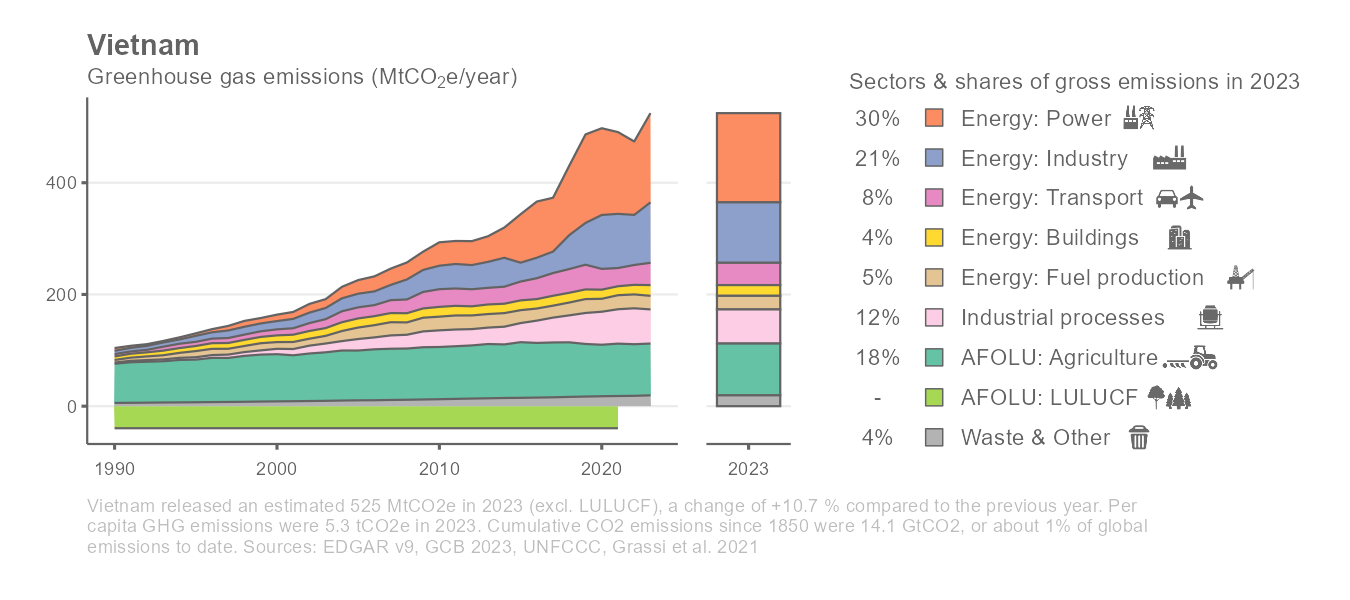 Vietnam
Greenhouse gas emissions (MtCO₂e/year)
400
200
0
1990
2000
2010
2020
2023
Sectors & shares of gross emissions in 2023
30% Energy: Power
21% Energy: Industry
8% Energy: Transport
4% Energy: Buildings
5% Energy: Fuel production
12% Industrial processes
18% AFOLU: Agriculture
- AFOLU: LULUCF
4% Waste & Other
Vietnam released an estimated 525 MtCO2e in 2023 (excl. LULUCF), a change of +10.7 % compared to the previous year. Per
capita GHG emissions were 5.3 tCO2e in 2023. Cumulative CO2 emissions since 1850 were 14.1 GtCO2, or about 1% of global
emissions to date. Sources: EDGAR v9, GCB 2023, UNFCCC, Grassi et al. 2021